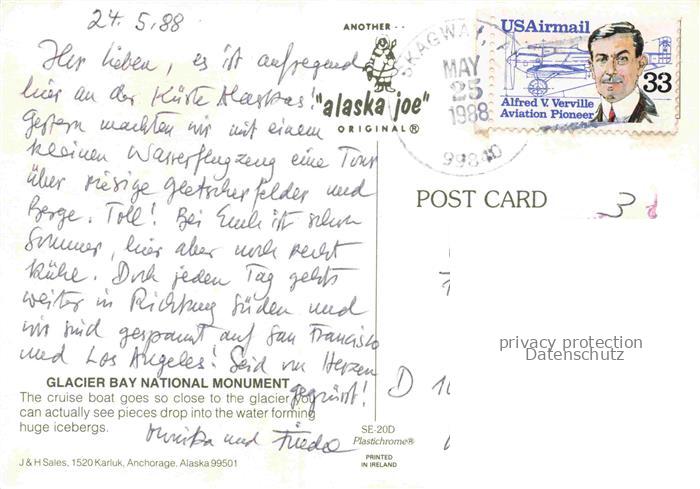 24.5.88
Ihr Lieben, es ist aufregend
hier an der Küste Alaskas!
Gestern machten wir mit einem
kleinen Wasserflugzeug eine Tour
über riesige Gletscherfelder und
Berge. Toll! Bei Euch ist schon
Sommer, hier aber noch recht
kühl. Doch jeden Tag gehts
weiter in Richtung Süden und
wir sind gespannt auf San Francisco
und Los Angeles! Seid von Herzen
gegrüsst!
und Frieda
GLACIER BAY NATIONAL MONUMENT
The cruise boat goes so close to the glacier you
can actually see pieces drop into the water forming
huge icebergs.
J & H Sales, 1520 Karluk, Anchorage, Alaska 99501
ANOTHER . .
"alaska joe"
ORIGINAL®
SKAGWAY, AK
MAY
25
1988
99840
USAirmail
33
Alfred V. Verville
Aviation Pioneer
POST CARD
3
privacy protection
Datenschutz
D
SE-20D
Plastichrome®
PRINTED
IN IRELAND